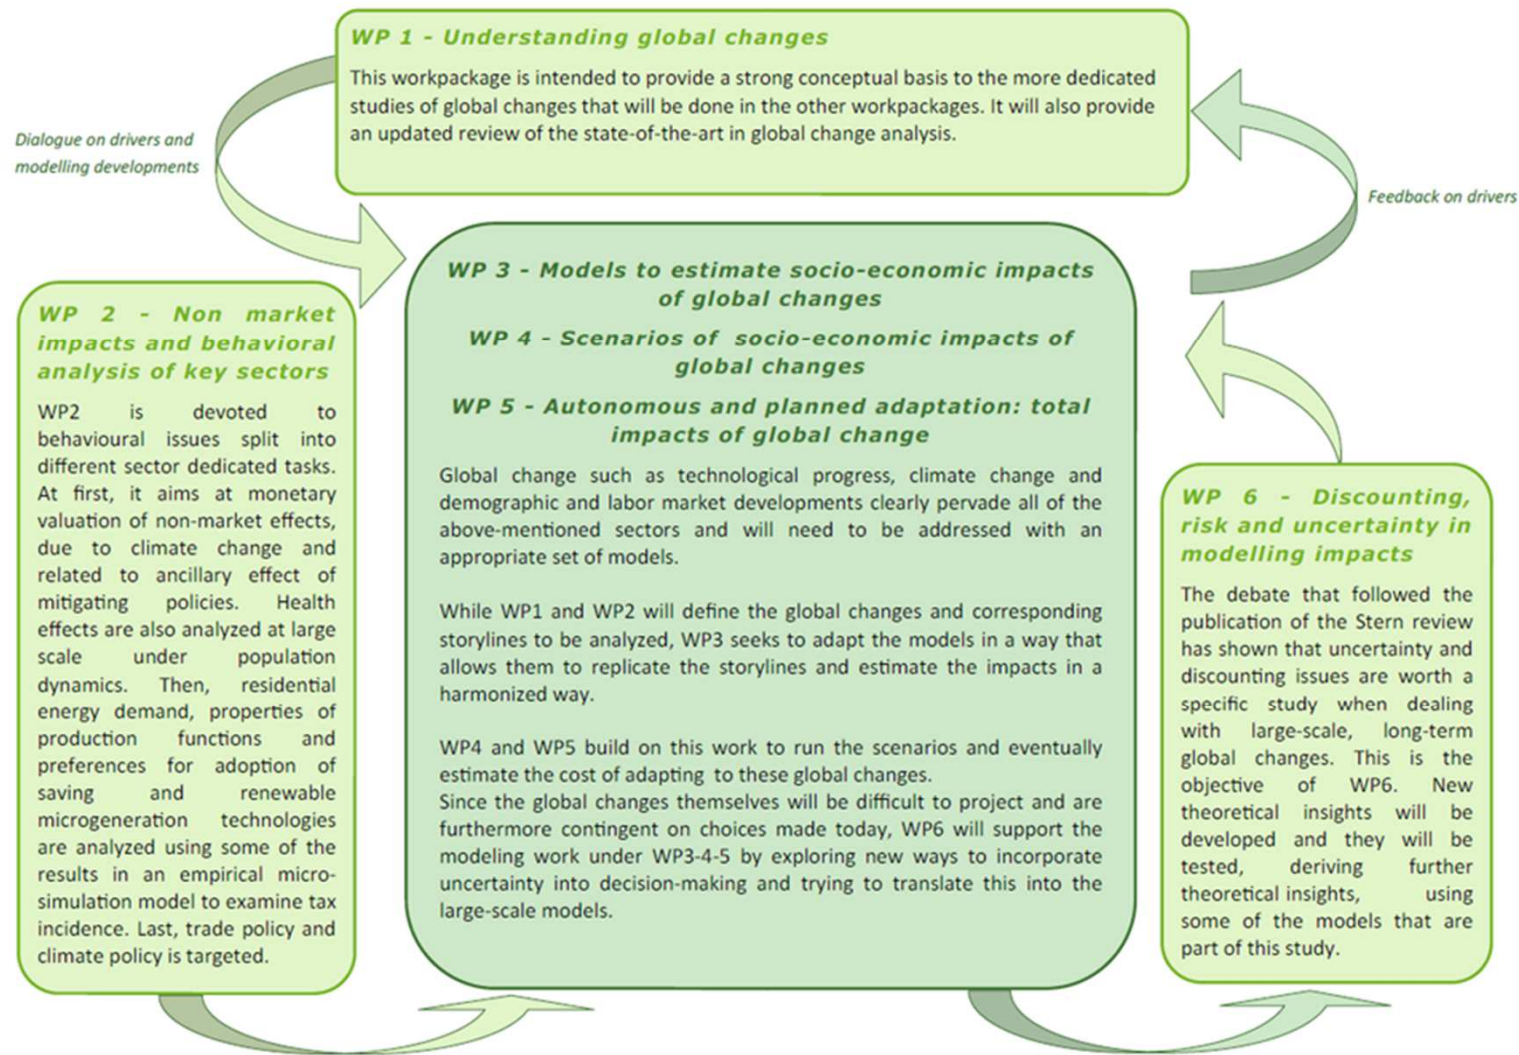 WP 1 - Understanding global changes
This workpackage is intended to provide a strong conceptual basis to the more dedicated
studies of global changes that will be done in the other workpackages. It will also provide
an updated review of the state-of-the-art in global change analysis.
Dialogue on drivers and
modelling developments
Feedback on drivers
WP 2 - Non market
impacts and behavioral
analysis of key sectors
WP2 is devoted to
behavioural issues split into
different sector dedicated tasks.
At first, it aims at monetary
valuation of non-market effects,
due to climate change and
related to ancillary effect of
mitigating policies. Health
effects are also analyzed at large
scale under population
dynamics. Then, residential
energy demand, properties of
production functions and
preferences for adoption of
saving and renewable
microgeneration technologies
are analyzed using some of the
results in an empirical micro-
simulation model to examine tax
incidence. Last, trade policy and
climate policy is targeted.
WP 3 - Models to estimate socio-economic impacts
of global changes
WP 4 - Scenarios of socio-economic impacts of
global changes
WP 5 - Autonomous and planned adaptation: total
impacts of global change
Global change such as technological progress, climate change and
demographic and labor market developments clearly pervade all of the
above-mentioned sectors and will need to be addressed with an
appropriate set of models.
While WP1 and WP2 will define the global changes and corresponding
storylines to be analyzed, WP3 seeks to adapt the models in a way that
allows them to replicate the storylines and estimate the impacts in a
harmonized way.
WP4 and WP5 build on this work to run the scenarios and eventually
estimate the cost of adapting to these global changes.
Since the global changes themselves will be difficult to project and are
furthermore contingent on choices made today, WP6 will support the
modeling work under WP3-4-5 by exploring new ways to incorporate
uncertainty into decision-making and trying to translate this into the
large-scale models.
WP 6 - Discounting,
risk and uncertainty in
modelling impacts
The debate that followed the
publication of the Stern review
has shown that uncertainty and
discounting issues are worth a
specific study when dealing
with large-scale, long-term
global changes. This is the
objective of WP6. New
theoretical insights will be
developed and they will be
tested, deriving further
theoretical insights, using
some of the models that are
part of this study.